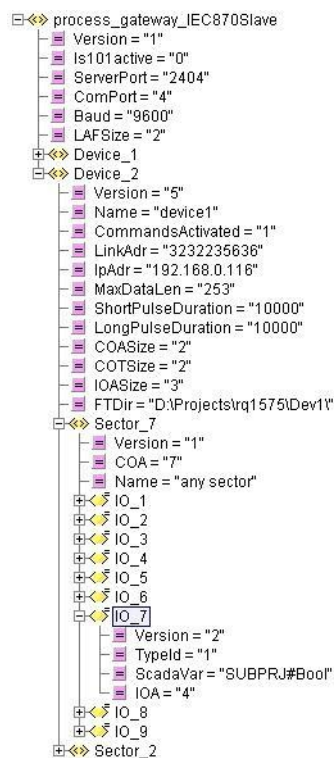 process_gateway_IEC870Slave
Version = "1"
Is101active = "0"
ServerPort = "2404"
ComPort = "4"
Baud = "9600"
LAFSize = "2"
Device_1
Device_2
Version = "5"
Name = "device1"
CommandsActivated = "1"
LinkAdr = "3232235636"
IpAdr = "192.168.0.116"
MaxDataLen = "253"
ShortPulseDuration = "10000"
LongPulseDuration = "10000"
COASize = "2"
COTSize = "2"
IOASize = "3"
FTDir = "D:\Projects\rq1575\Dev1\"
Sector_7
Version = "1"
COA = "7"
Name = "any sector"
IO_1
IO_2
IO_3
IO_4
IO_5
IO_6
IO_7
Version = "2"
TypeId = "1"
ScadaVar = "SUBPRJ#Bool"
IOA = "4"
IO_8
IO_9
Sector_2